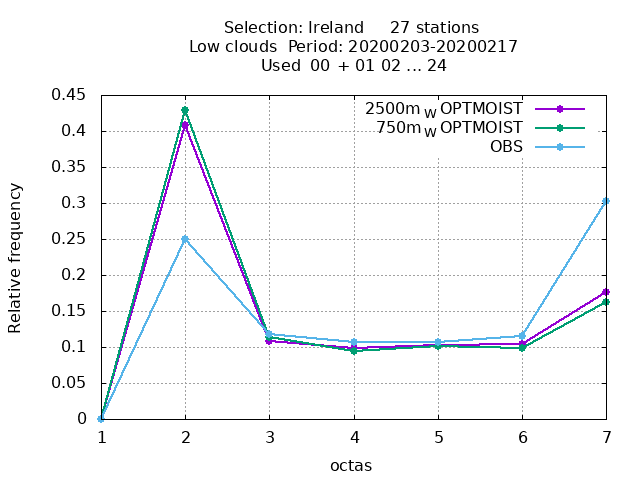 Selection: Ireland     27 stations
Low clouds  Period: 20200203-20200217
Used  00  + 01 02 ... 24
Relative frequency
0.45
0.4
0.35
0.3
0.25
0.2
0.15
0.1
0.05
0
2500m W OPTMOIST
750m W OPTMOIST
OBS
1 2 3 4 5 6 7
octas